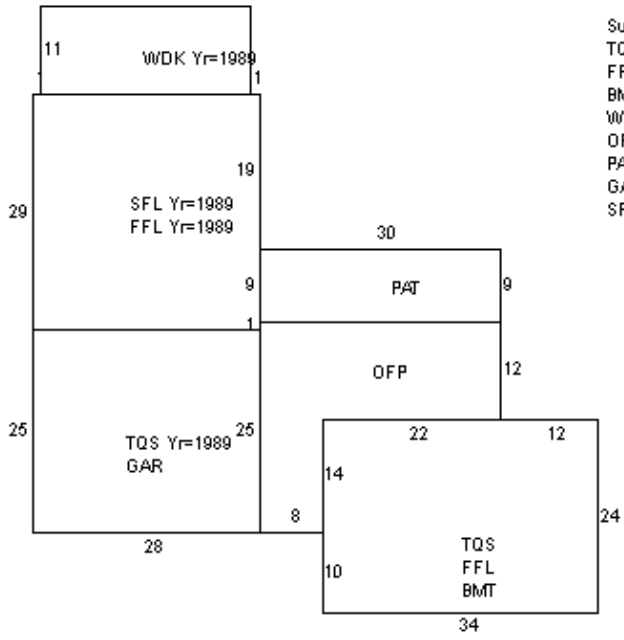 11
WDK Yr=1989
1
19
29
SFL Yr=1989
FFL Yr=1989
30
9
PAT
9
1
OFP
12
25
TQS Yr=1989
25
GAR
22
12
14
8
28
24
TQS
10
FFL
BMT
34